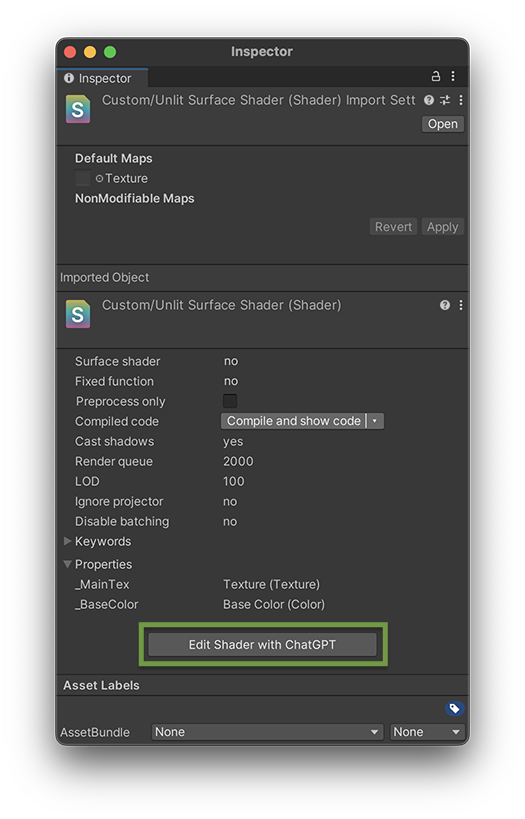 Inspector
Inspector
Custom/Unlit Surface Shader (Shader) Import Sett
Open
Default Maps
Texture
NonModifiable Maps
Revert Apply
Imported Object
Custom/Unlit Surface Shader (Shader)
Surface shader no
Fixed function no
Preprocess only
Compiled code Compile and show code
Cast shadows yes
Render queue 2000
LOD 100
Ignore projector no
Disable batching no
Keywords
Properties
_MainTex Texture (Texture)
_BaseColor Base Color (Color)
Edit Shader with ChatGPT
Asset Labels
AssetBundle None None